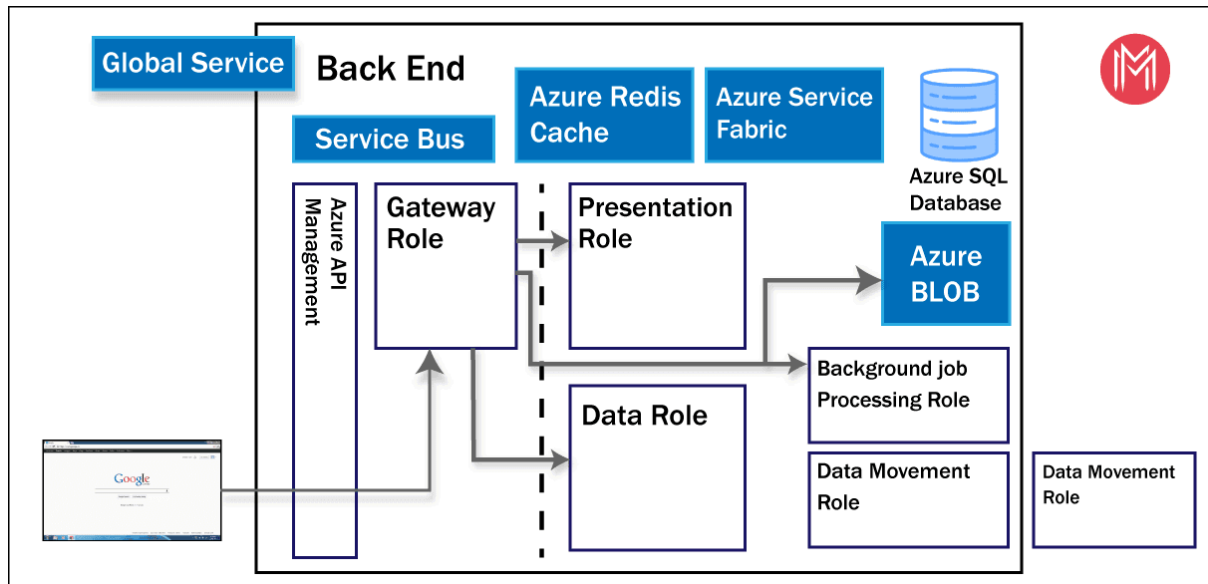 Global Service
Back End
Service Bus
Azure Redis
Cache
Azure Service
Fabric
Azure SQL
Database
Azure API
Management
Gateway
Role
Presentation
Role
Azure
BLOB
Background job
Processing Role
Data Role
Data Movement
Role
Data Movement
Role
Google